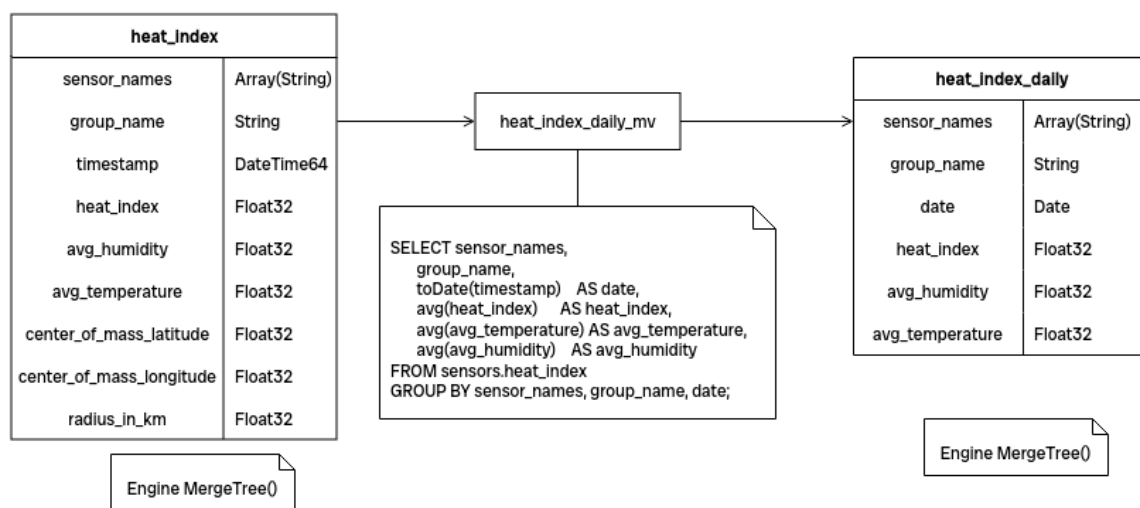 heat_index
sensor_names Array(String)
group_name String
timestamp DateTime64
heat_index Float32
avg_humidity Float32
avg_temperature Float32
center_of_mass_latitude Float32
center_of_mass_longitude Float32
radius_in_km Float32
Engine MergeTree()
heat_index_daily_mv
SELECT sensor_names,
group_name,
toDate(timestamp) AS date,
avg(heat_index) AS heat_index,
avg(avg_temperature) AS avg_temperature,
avg(avg_humidity) AS avg_humidity
FROM sensors.heat_index
GROUP BY sensor_names, group_name, date;
heat_index_daily
sensor_names Array(String)
group_name String
date Date
heat_index Float32
avg_humidity Float32
avg_temperature Float32
Engine MergeTree()